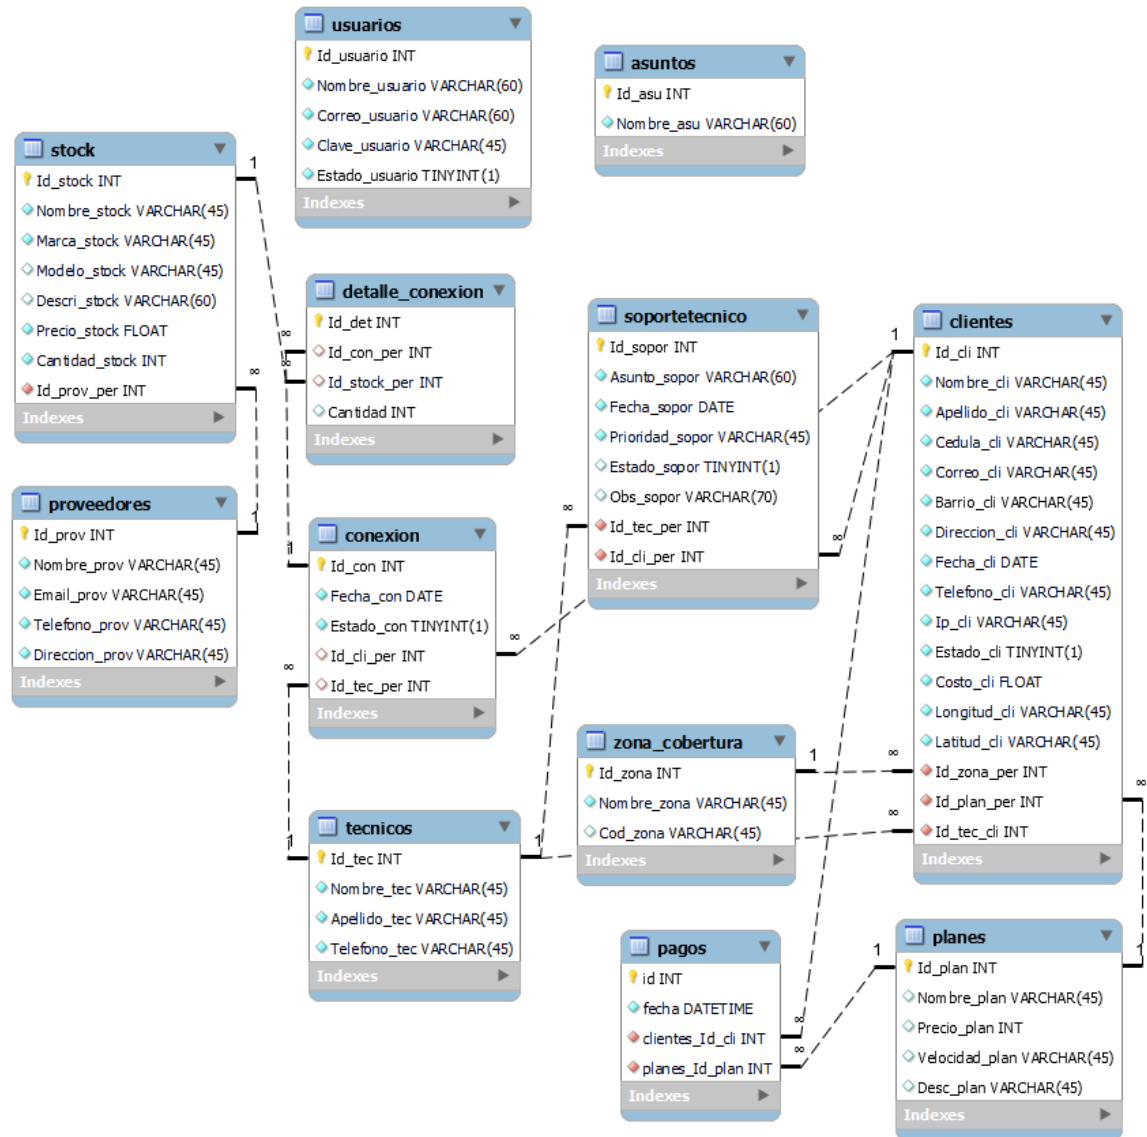 usuarios
Id_usuario INT
Nombre_usuario VARCHAR(60)
Correo_usuario VARCHAR(60)
Clave_usuario VARCHAR(45)
Estado_usuario TINYINT(1)
Indexes
asuntos
Id_asu INT
Nombre_asu VARCHAR(60)
Indexes
stock
Id_stock INT
Nombre_stock VARCHAR(45)
Marca_stock VARCHAR(45)
Modelo_stock VARCHAR(45)
Descri_stock VARCHAR(60)
Precio_stock FLOAT
Cantidad_stock INT
Id_prov_per INT
Indexes
1
∞
detalle_conexion
Id_det INT
Id_con_per INT
Id_stock_per INT
Cantidad INT
Indexes
∞
∞
soportetecnico
Id_sopor INT
Asunto_sopor VARCHAR(60)
Fecha_sopor DATE
Prioridad_sopor VARCHAR(45)
Estado_sopor TINYINT(1)
Obs_sopor VARCHAR(70)
Id_tec_per INT
Id_cli_per INT
Indexes
∞
∞
clientes
Id_cli INT
Nombre_cli VARCHAR(45)
Apellido_cli VARCHAR(45)
Cedula_cli VARCHAR(45)
Correo_cli VARCHAR(45)
Barrio_cli VARCHAR(45)
Direccion_cli VARCHAR(45)
Fecha_cli DATE
Telefono_cli VARCHAR(45)
Ip_cli VARCHAR(45)
Estado_cli TINYINT(1)
Costo_cli FLOAT
Longitud_cli VARCHAR(45)
Latitud_cli VARCHAR(45)
Id_zona_per INT
Id_plan_per INT
Id_tec_cli INT
Indexes
1
∞
∞
∞
proveedores
Id_prov INT
Nombre_prov VARCHAR(45)
Email_prov VARCHAR(45)
Telefono_prov VARCHAR(45)
Direccion_prov VARCHAR(45)
Indexes
1
conexion
Id_con INT
Fecha_con DATE
Estado_con TINYINT(1)
Id_cli_per INT
Id_tec_per INT
Indexes
1
∞
∞
zona_cobertura
Id_zona INT
Nombre_zona VARCHAR(45)
Cod_zona VARCHAR(45)
Indexes
1
tecnicos
Id_tec INT
Nombre_tec VARCHAR(45)
Apellido_tec VARCHAR(45)
Telefono_tec VARCHAR(45)
Indexes
1
1
pagos
id INT
fecha DATETIME
clientes_Id_cli INT
planes_Id_plan INT
Indexes
∞
∞
planes
Id_plan INT
Nombre_plan VARCHAR(45)
Precio_plan INT
Velocidad_plan VARCHAR(45)
Desc_plan VARCHAR(45)
Indexes
1
1